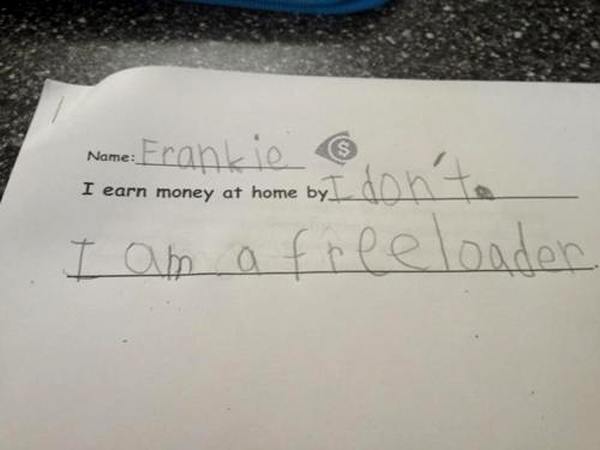 Name: Frankie $
I earn money at home by I don't.
I am a freeloader.